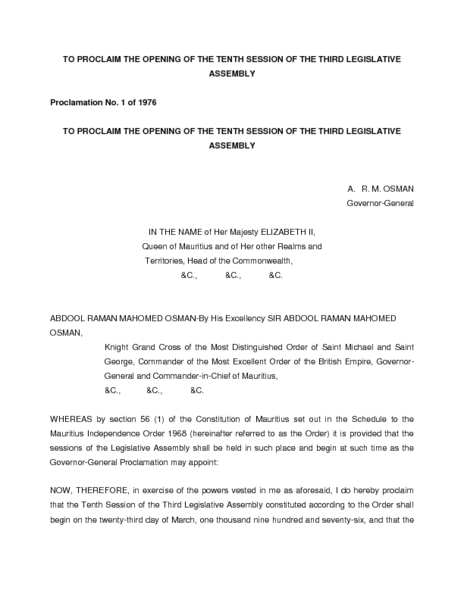 TO PROCLAIM THE OPENING OF THE TENTH SESSION OF THE THIRD LEGISLATIVE
ASSEMBLY
Proclamation No. 1 of 1976
TO PROCLAIM THE OPENING OF THE TENTH SESSION OF THE THIRD LEGISLATIVE
ASSEMBLY
A. R. M. OSMAN
Governor-General
IN THE NAME of Her Majesty ELIZABETH II,
Queen of Mauritius and of Her other Realms and
Territories, Head of the Commonwealth,
&C., &C., &C.
ABDOOL RAMAN MAHOMED OSMAN-By His Excellency SIR ABDOOL RAMAN MAHOMED
OSMAN,
Knight Grand Cross of the Most Distinguished Order of Saint Michael and Saint
George, Commander of the Most Excellent Order of the British Empire, Governor-
General and Commander-in-Chief of Mauritius,
&C., &C., &C.
WHEREAS by section 56 (1) of the Constitution of Mauritius set out in the Schedule to the
Mauritius Independence Order 1968 (hereinafter referred to as the Order) it is provided that the
sessions of the Legislative Assembly shall be held in such place and begin at such time as the
Governor-General Proclamation may appoint:
NOW, THEREFORE, in exercise of the powers vested in me as aforesaid, I do hereby proclaim
that the Tenth Session of the Third Legislative Assembly constituted according to the Order shall
begin on the twenty-third day of March, one thousand nine hundred and seventy-six, and that the